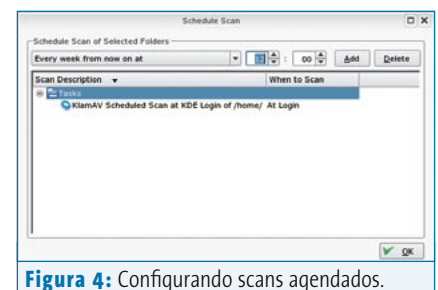 Schedule Scan
Schedule Scan of Selected Folders
Every week from now on at : 00 Add Delete
Scan Description When to Scan
Tasks
KlamAV Scheduled Scan at KDE Login of /home/ At Login
OK
Figura 4: Configurando scans agendados.